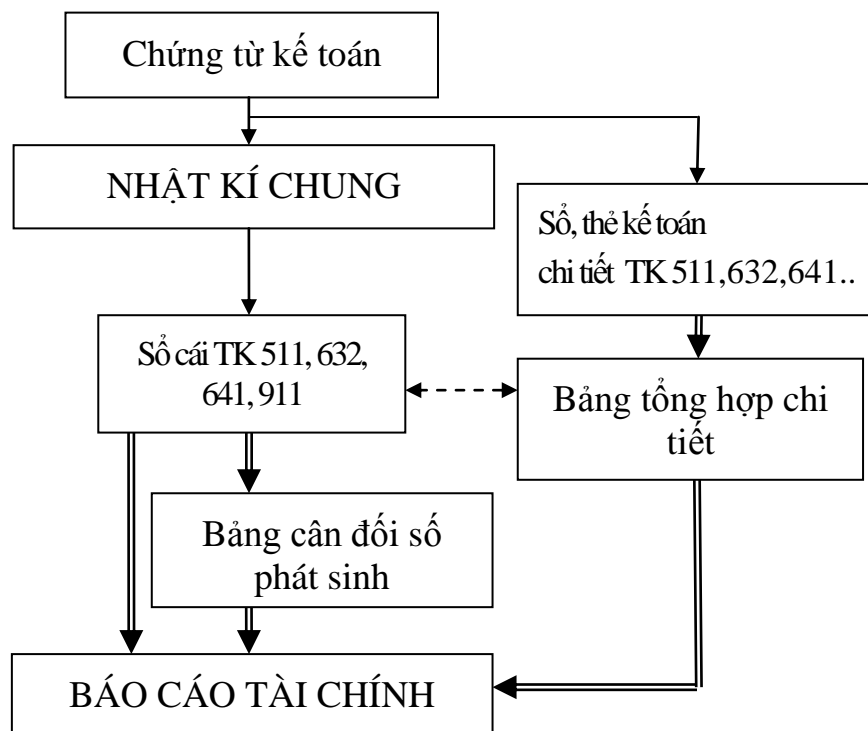 Chứng từ kế toán
NHẬT KÍ CHUNG
Sổ, thẻ kế toán
chi tiết TK 511,632,641..
Sổ cái TK 511, 632,
641, 911
Bảng tổng hợp chi
tiết
Bảng cân đối số
phát sinh
BÁO CÁO TÀI CHÍNH